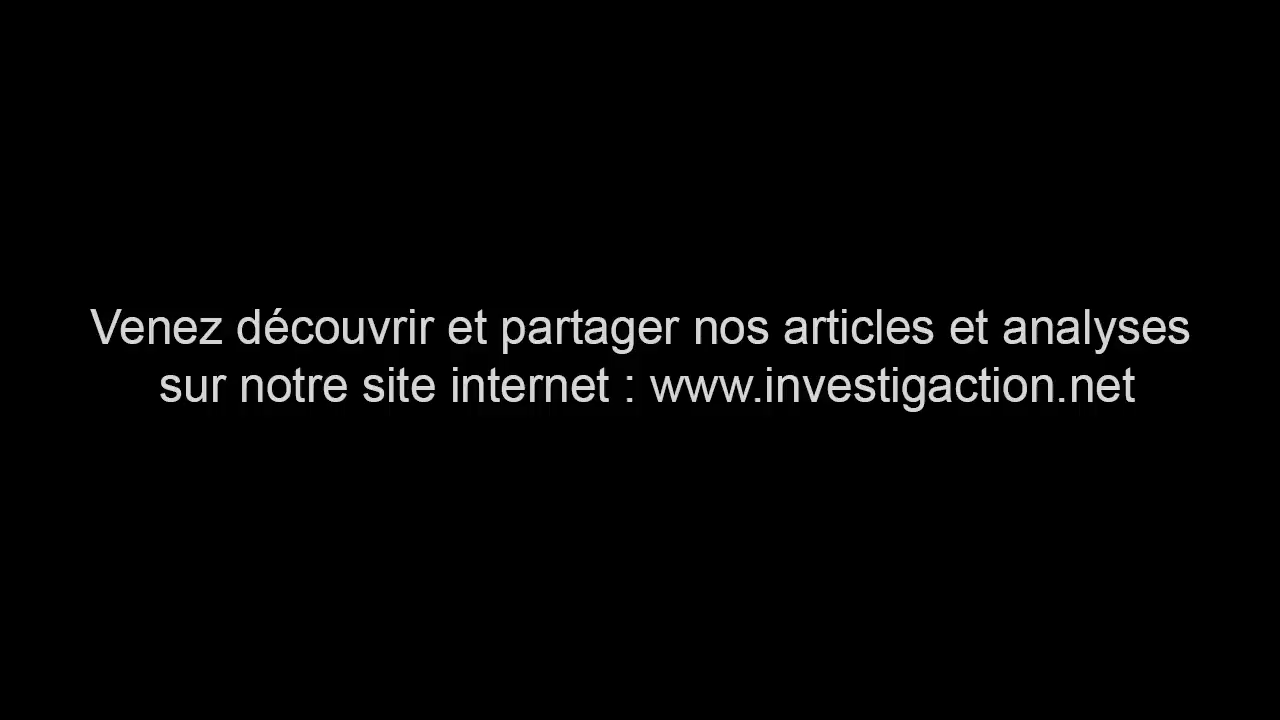 Venez découvrir et partager nos articles et analyses
sur notre site internet : www.investigaction.net